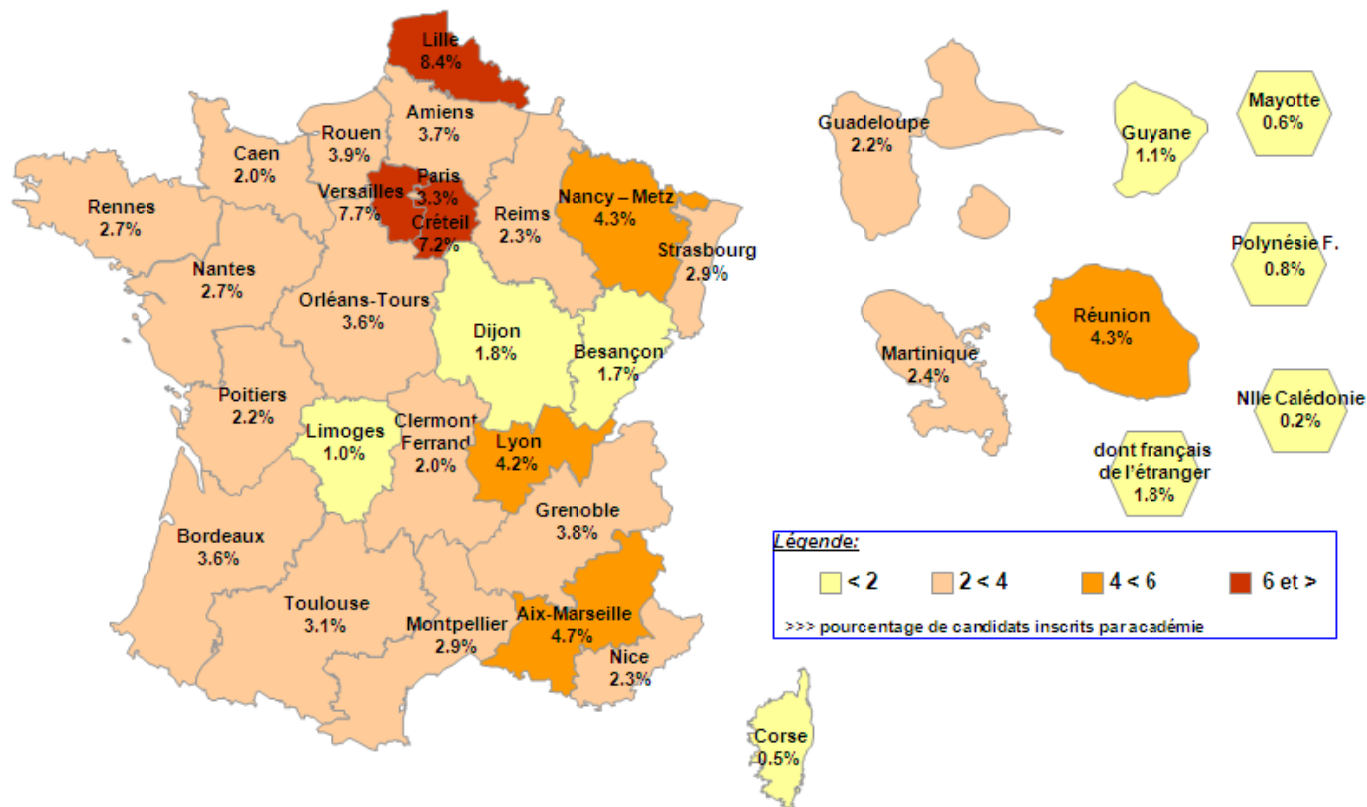 Lille
8.4%
Amiens
3.7%
Rouen
3.9%
Caen
2.0%
Paris
3.3%
Versailles
7.7%
Créteil
7.2%
Rennes
2.7%
Reims
2.3%
Nancy – Metz
4.3%
Strasbourg
2.9%
Nantes
2.7%
Orléans-Tours
3.6%
Dijon
1.8%
Besançon
1.7%
Poitiers
2.2%
Limoges
1.0%
Clermont
Ferrand
2.0%
Lyon
4.2%
Grenoble
3.8%
Bordeaux
3.6%
Toulouse
3.1%
Montpellier
2.9%
Aix-Marseille
4.7%
Nice
2.3%
Corse
0.5%
Guadeloupe
2.2%
Guyane
1.1%
Mayotte
0.6%
Polynésie F.
0.8%
Martinique
2.4%
Réunion
4.3%
Nlle Calédonie
0.2%
dont français
de l'étranger
1.8%
Légende:
< 2 2 < 4 4 < 6 6 et >
>>> pourcentage de candidats inscrits par académie